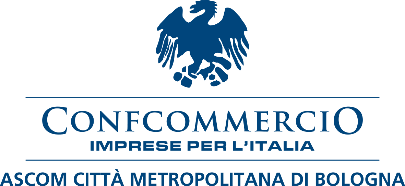 CONFCOMMERCIO
IMPRESE PER L'ITALIA
ASCOM CITTÀ METROPOLITANA DI BOLOGNA